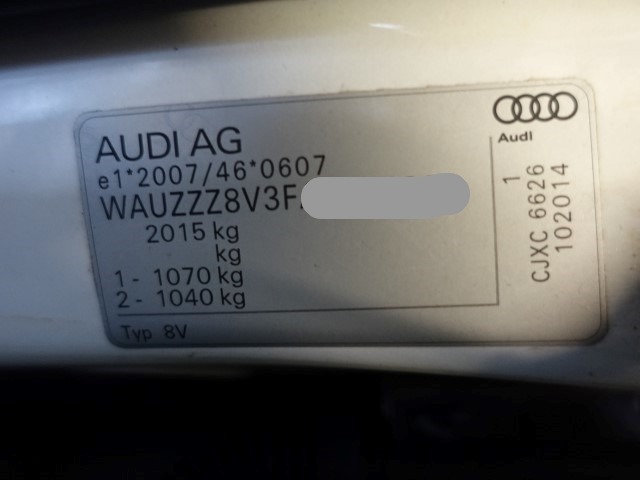 AUDI AG
e1*2007/46*0607
WAUZZZ8V3F
2015 kg
kg
1 - 1070 kg
2 - 1040 kg
Typ 8V
Audi
1
CJXC 6626
102014